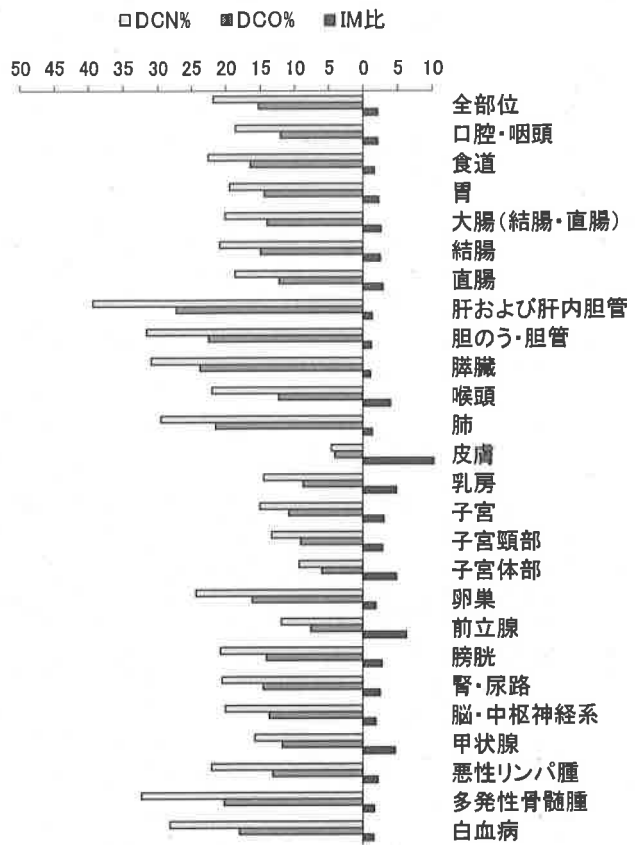 DCN% DCO% IM比
50 45 40 35 30 25 20 15 10 5 0 5 10
全部位
口腔・咽頭
食道
胃
大腸(結腸・直腸)
結腸
直腸
肝および肝内胆管
胆のう・胆管
膵臓
喉頭
肺
皮膚
乳房
子宮
子宮頸部
子宮体部
卵巣
前立腺
膀胱
腎・尿路
脳・中枢神経系
甲状腺
悪性リンパ腫
多発性骨髄腫
白血病